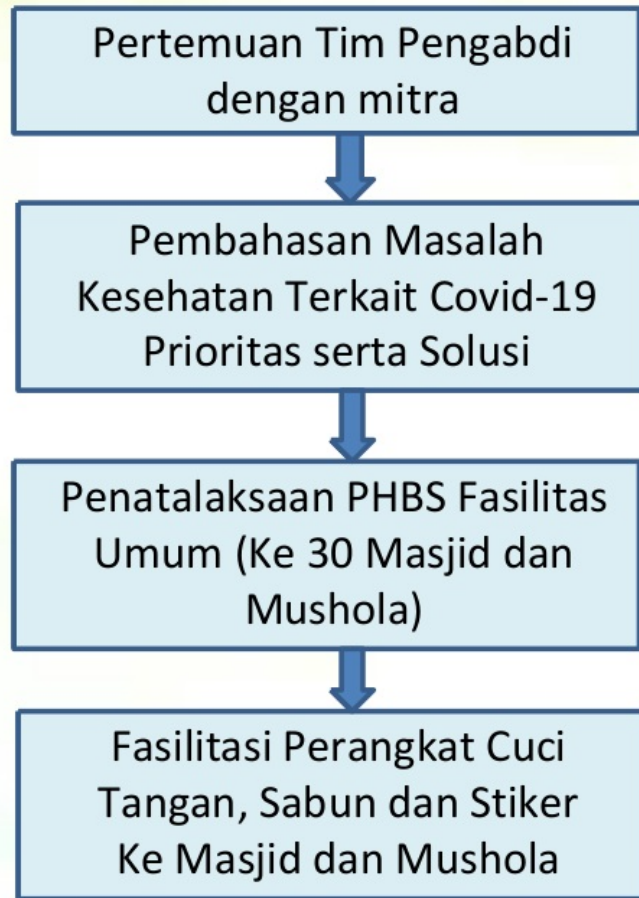 Pertemuan Tim Pengabdi
dengan mitra
Pembahasan Masalah
Kesehatan Terkait Covid-19
Prioritas serta Solusi
Penatalaksaan PHBS Fasilitas
Umum (Ke 30 Masjid dan
Mushola)
Fasilitasi Perangkat Cuci
Tangan, Sabun dan Stiker
Ke Masjid dan Mushola